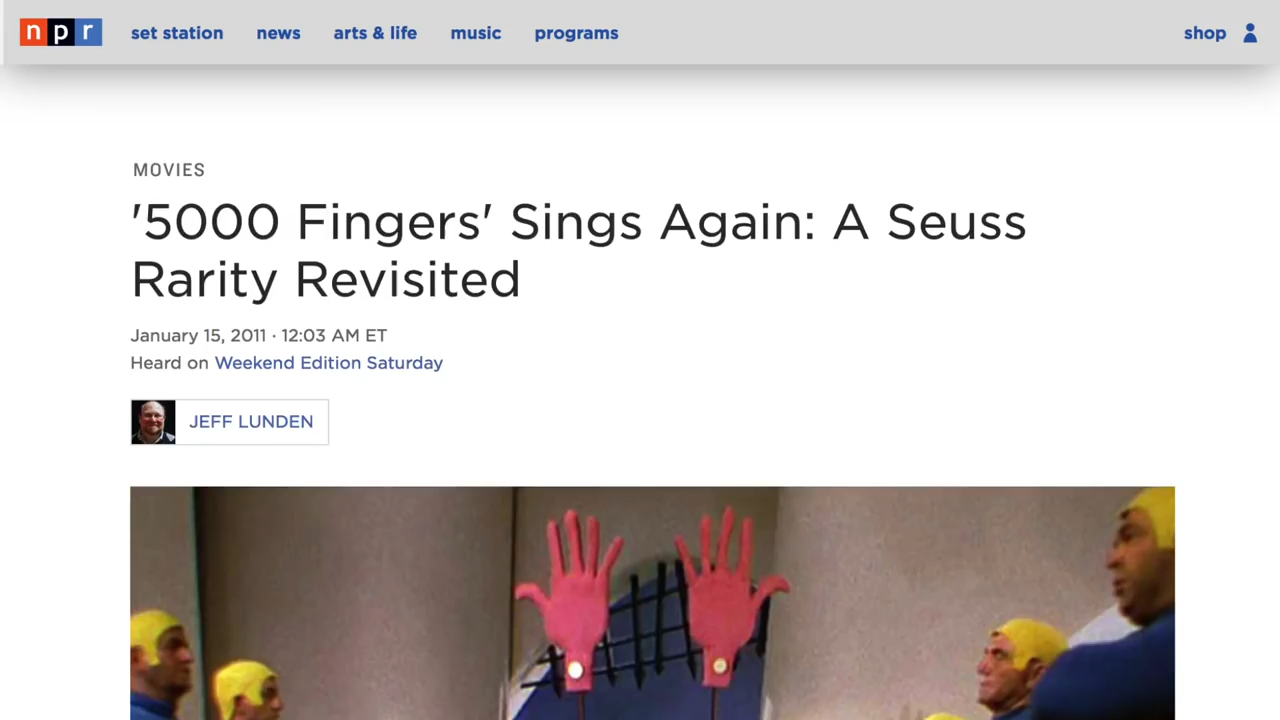 npr set station news arts & life music programs shop
MOVIES
'5000 Fingers' Sings Again: A Seuss
Rarity Revisited
January 15, 2011 · 12:03 AM ET
Heard on Weekend Edition Saturday
JEFF LUNDEN